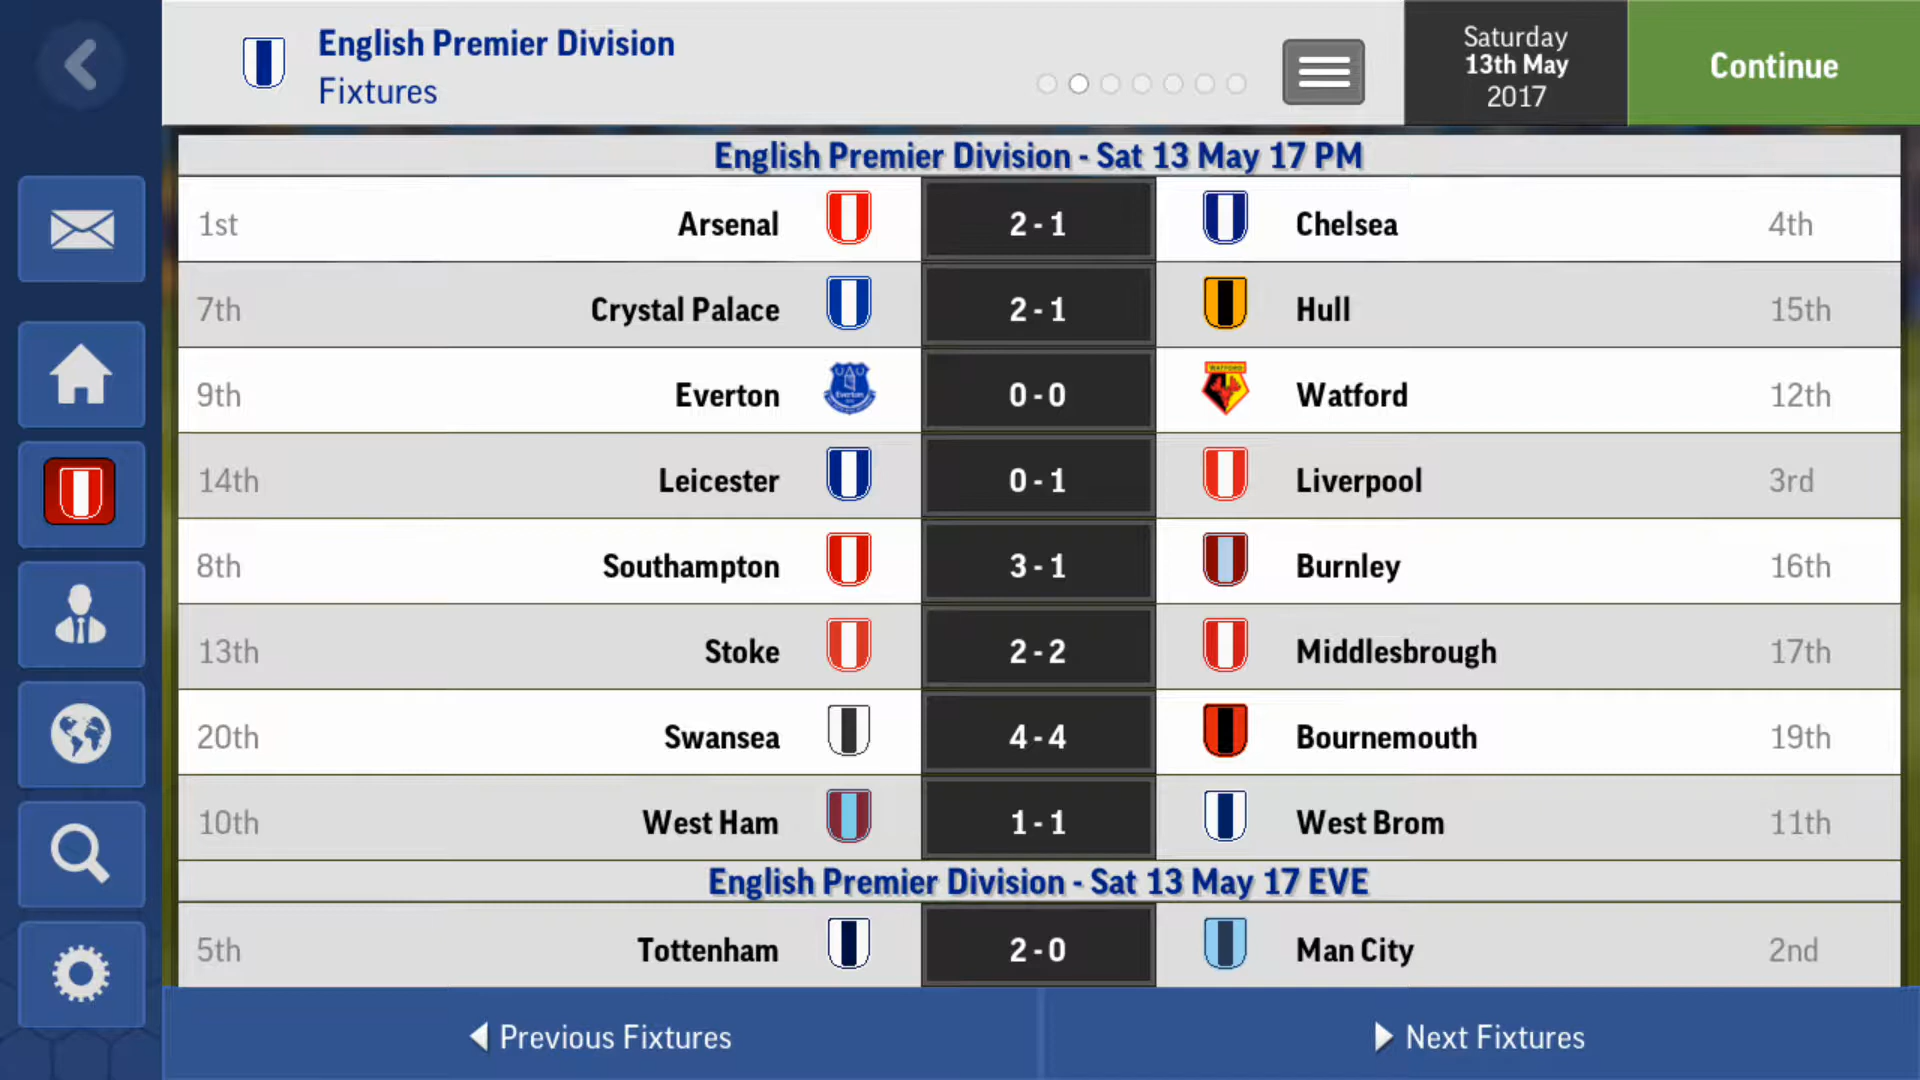 English Premier Division
Fixtures
Saturday
13th May
2017
Continue
English Premier Division - Sat 13 May 17 PM
1st Arsenal 2 - 1 Chelsea 4th
7th Crystal Palace 2 - 1 Hull 15th
9th Everton 0 - 0 Watford 12th
14th Leicester 0 - 1 Liverpool 3rd
8th Southampton 3 - 1 Burnley 16th
13th Stoke 2 - 2 Middlesbrough 17th
20th Swansea 4 - 4 Bournemouth 19th
10th West Ham 1 - 1 West Brom 11th
English Premier Division - Sat 13 May 17 EVE
5th Tottenham 2 - 0 Man City 2nd
Previous Fixtures
Next Fixtures